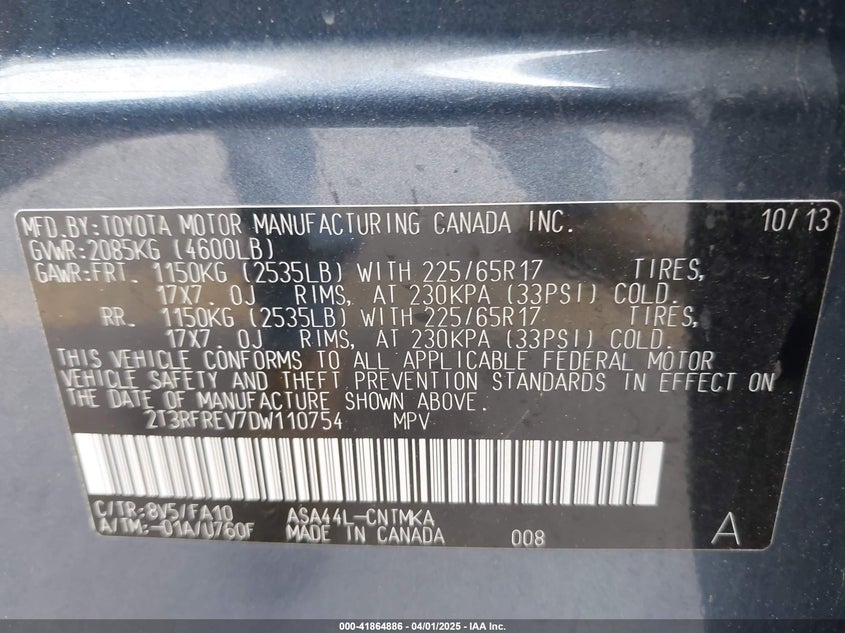 MFD.BY:TOYOTA MOTOR MANUFACTURING CANADA INC. 10/13
GVWR:2085KG (4600LB)
GAWR:FRT. 1150KG (2535LB) WITH 225/65R17 TIRES,
17X7.0J RIMS, AT 230KPA (33PSI) COLD.
RR. 1150KG (2535LB) WITH 225/65R17 TIRES,
17X7.0J RIMS, AT 230KPA (33PSI) COLD.
THIS VEHICLE CONFORMS TO ALL APPLICABLE FEDERAL MOTOR
VEHICLE SAFETY AND THEFT PREVENTION STANDARDS IN EFFECT ON
THE DATE OF MANUFACTURE SHOWN ABOVE.
2T3RFREV7DW110754 MPV
C/TR:8V5/FA10 ASA44L-CNTMKA
A/TM:-01A/U760F MADE IN CANADA 008 A
000-41864886 - 04/01/2025 - IAA Inc.